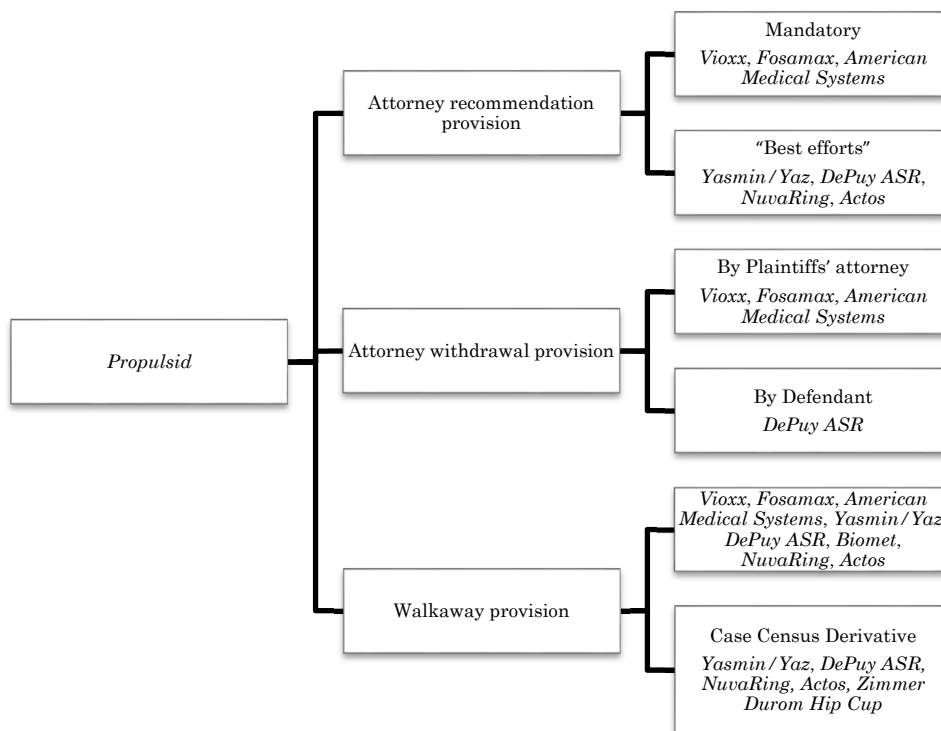 Propulsid
Attorney recommendation
provision
Mandatory
Vioxx, Fosamax, American
Medical Systems
“Best efforts”
Yasmin/Yaz, DePuy ASR,
NuvaRing, Actos
Attorney withdrawal provision
By Plaintiffs’ attorney
Vioxx, Fosamax, American
Medical Systems
By Defendant
DePuy ASR
Walkaway provision
Vioxx, Fosamax, American
Medical Systems, Yasmin/Yaz
DePuy ASR, Biomet,
NuvaRing, Actos
Case Census Derivative
Yasmin/Yaz, DePuy ASR,
NuvaRing, Actos, Zimmer
Durom Hip Cup